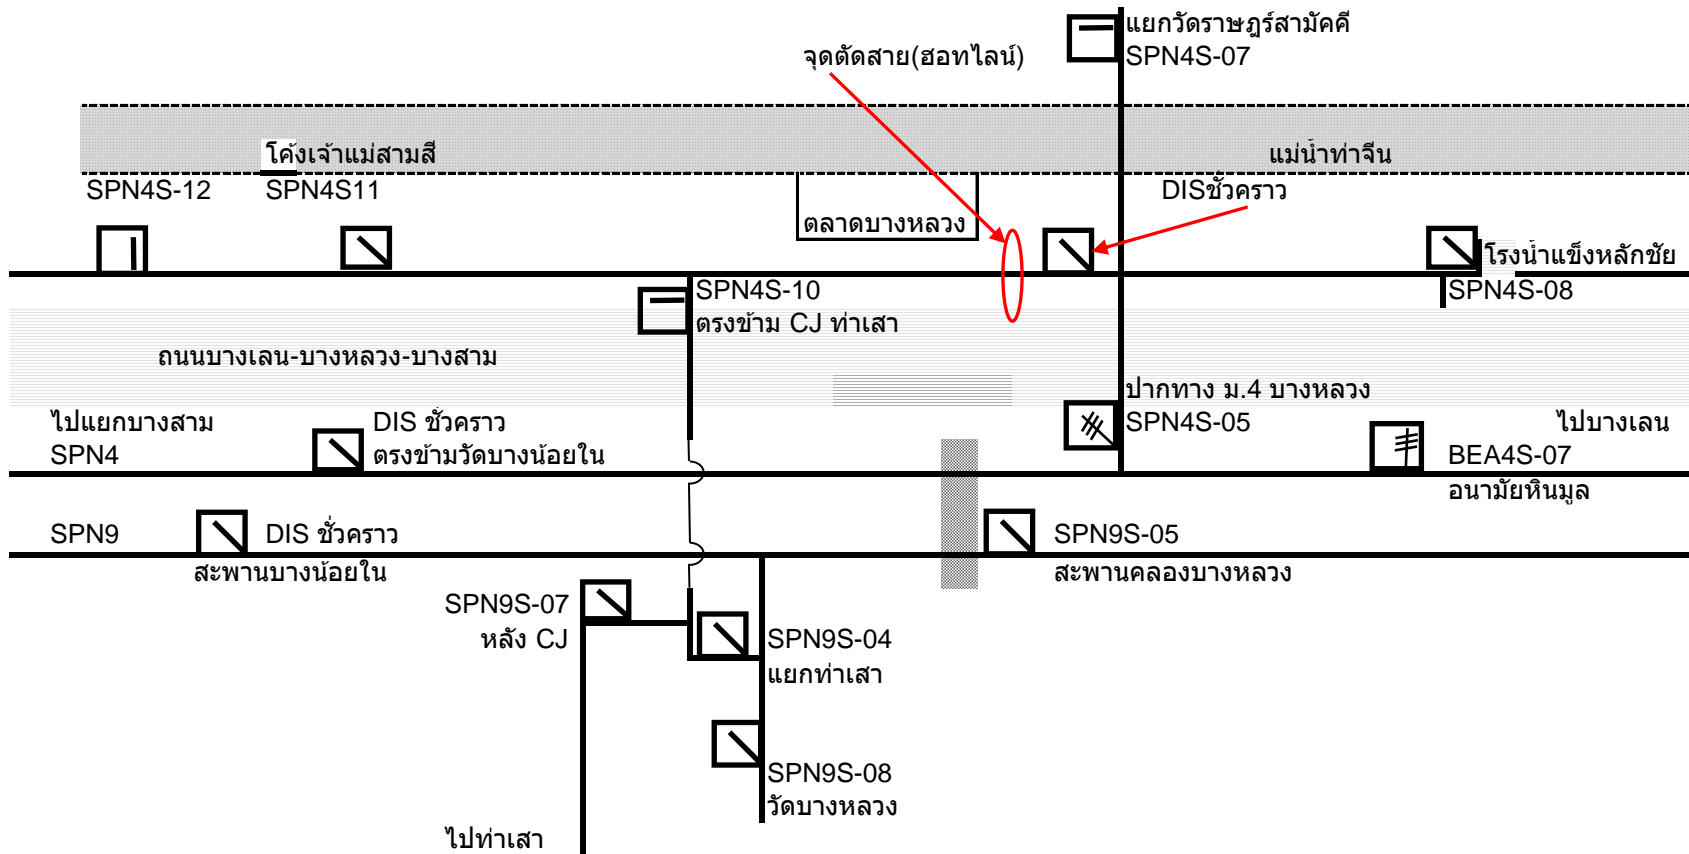 แยกวัดราษฎร์สามัคคี
SPN4S-07
จุดตัดสาย(ฮอทไลน์)
โค้งเจ้าแม่สามสี
แม่น้ำท่าจีน
SPN4S-12
SPN4S11
DISชั่วคราว
ตลาดบางหลวง
โรงน้ำแข็งหลักชัย
SPN4S-10
SPN4S-08
ตรงข้าม CJ ท่าเสา
ถนนบางเลน-บางหลวง-บางสาม
ปากทาง ม.4 บางหลวง
SPN4S-05
ไปแยกบางสาม
DIS ชั่วคราว
ไปบางเลน
SPN4
ตรงข้ามวัดบางน้อยใน
BEA4S-07
อนามัยหินมูล
SPN9
DIS ชั่วคราว
SPN9S-05
สะพานบางน้อยใน
สะพานคลองบางหลวง
SPN9S-07
หลัง CJ
SPN9S-04
แยกท่าเสา
SPN9S-08
วัดบางหลวง
ไปท่าเสา